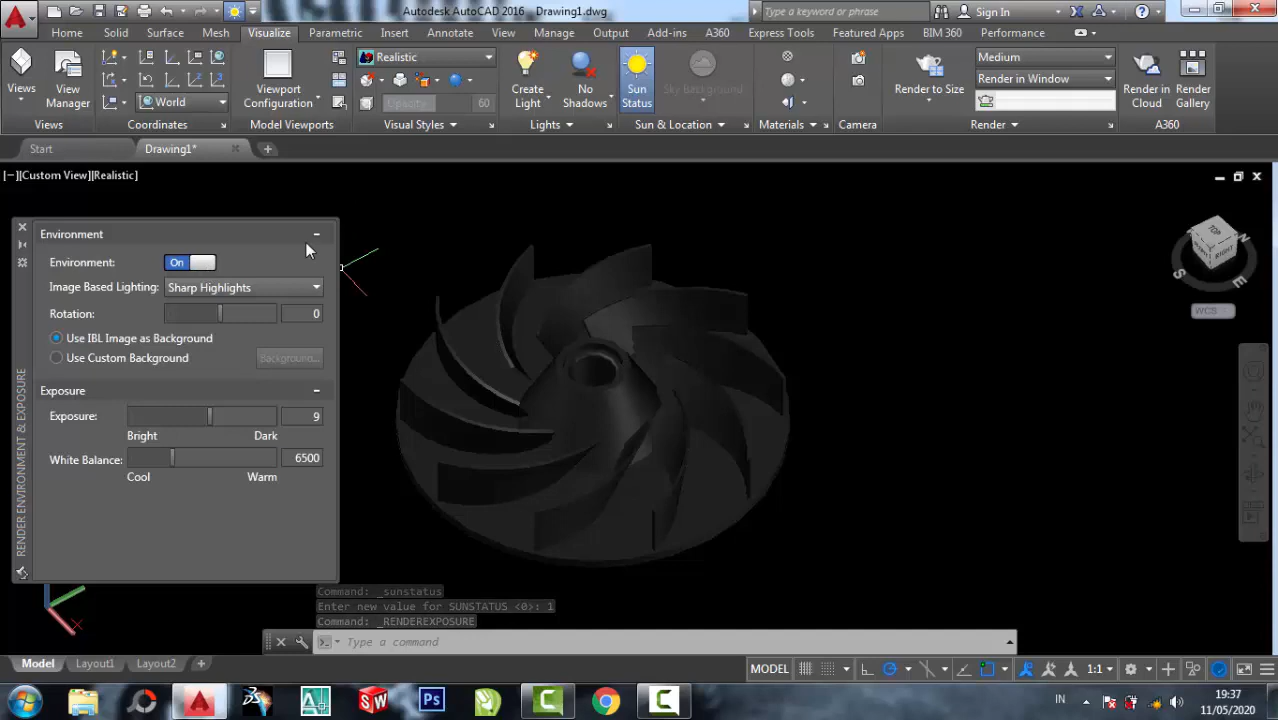 Autodesk AutoCAD 2016 Drawing1.dwg
Type a keyword or phrase
Sign In
Home Solid Surface Mesh Visualize Parametric Insert Annotate View Manage Output Add-ins A360 Express Tools Featured Apps BIM 360 Performance
Views
View
Manager
World
Viewport
Configuration
Realistic
Opacity 60
Create
Light
No
Shadows
Sun
Status
Sky Background
Render to Size
Medium
Render in Window
Render in
Cloud
Render
Gallery
Views Coordinates Model Viewports Visual Styles Lights Sun & Location Materials Camera Render A360
Start Drawing1*
[−][Custom View][Realistic]
TOP
N
S
E
WCS
Environment
Environment: On
Image Based Lighting: Sharp Highlights
Rotation: 0
Use IBL Image as Background
Use Custom Background Background...
Exposure
Exposure: 9
Bright Dark
White Balance: 6500
Cool Warm
RENDER ENVIRONMENT & EXPOSURE
Command: _sunstatus
Enter new value for SUNSTATUS <0>: 1
Command: _RENDEREXPOSURE
Type a command
Model Layout1 Layout2
MODEL 1:1
SW Ps
IN
19:37
11/05/2020